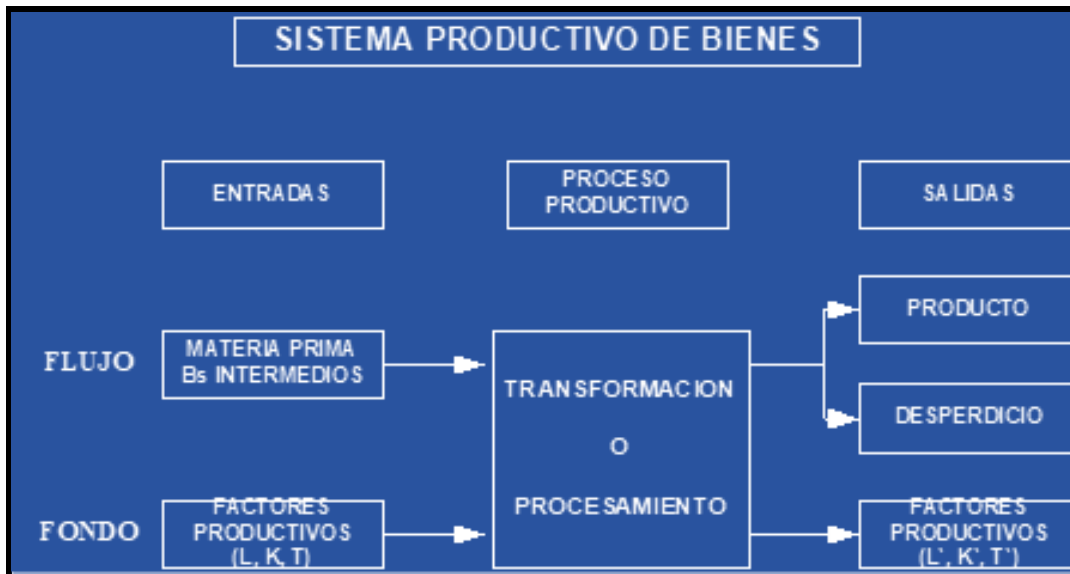 SISTEMA PRODUCTIVO DE BIENES
ENTRADAS
PROCESO
PRODUCTIVO
SALIDAS
FLUJO
MATERIA PRIMA
Bs INTERMEDIOS
TRANSFORMACION
O
PROCESAMIENTO
PRODUCTO
DESPERDICIO
FONDO
FACTORES
PRODUCTIVOS
(L, K, T)
FACTORES
PRODUCTIVOS
(L`, K`, T`)